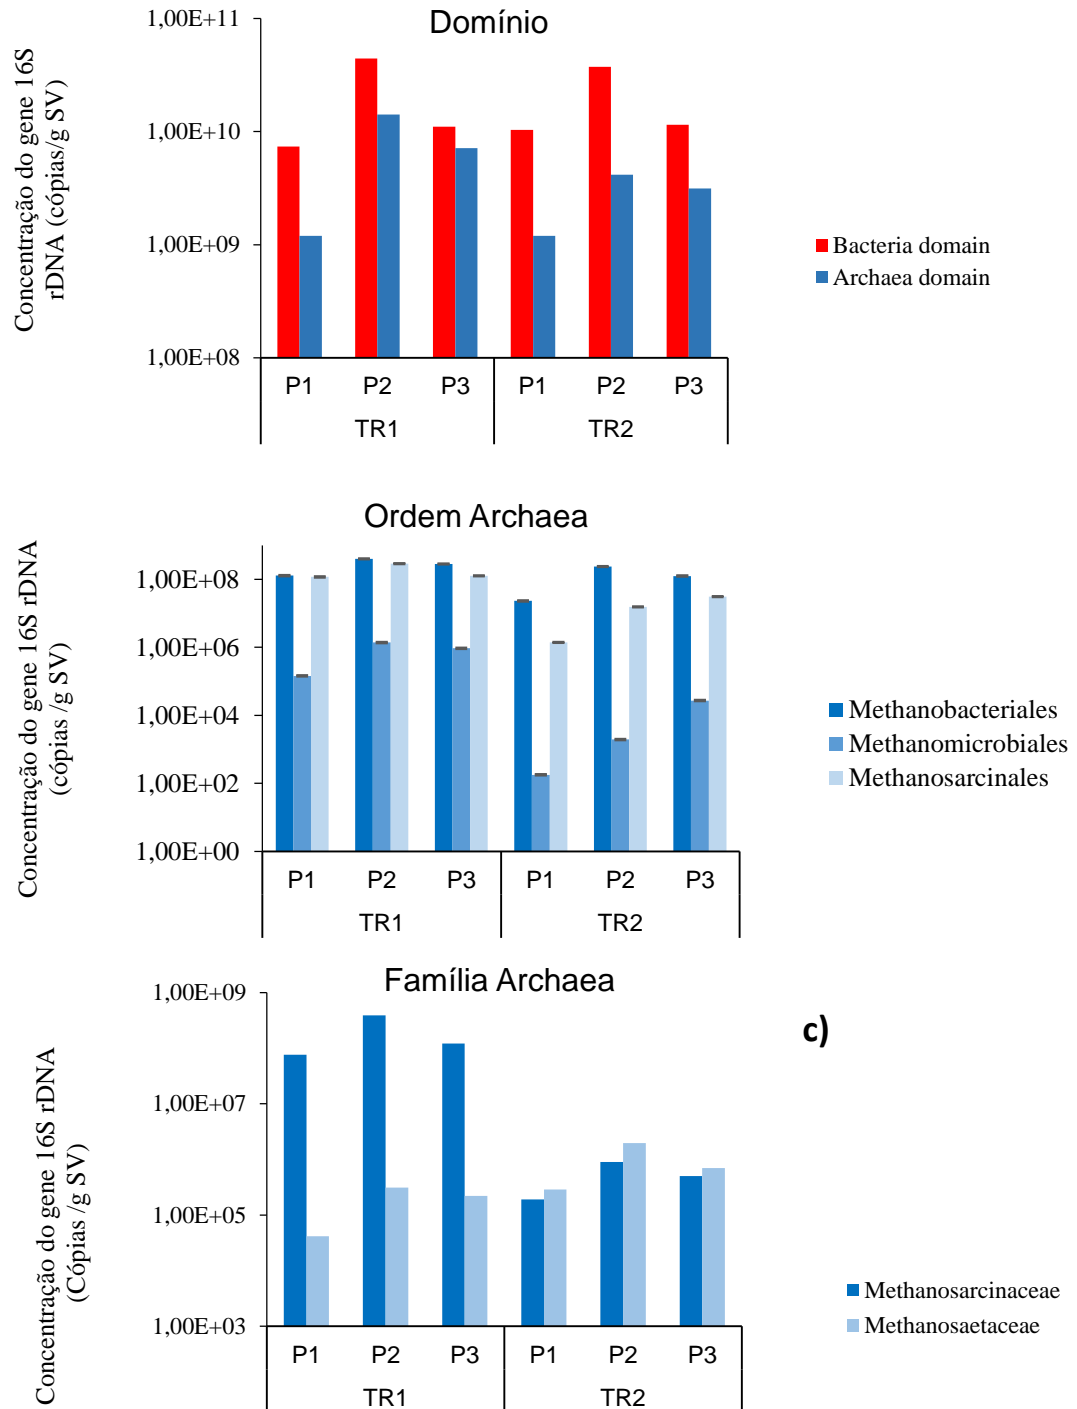 Domínio
Concentração do gene 16S
rDNA (cópias/g SV)
1,00E+11
1,00E+10
1,00E+09
1,00E+08
P1 P2 P3 P1 P2 P3
TR1 TR2
Bacteria domain
Archaea domain
Ordem Archaea
Concentração do gene 16S rDNA
(cópias /g SV)
1,00E+08
1,00E+06
1,00E+04
1,00E+02
1,00E+00
P1 P2 P3 P1 P2 P3
TR1 TR2
Methanobacteriales
Methanomicrobiales
Methanosarcinales
Família Archaea
c)
Concentração do gene 16S rDNA
((Cópias /g SV)
1,00E+09
1,00E+07
1,00E+05
1,00E+03
P1 P2 P3 P1 P2 P3
TR1 TR2
Methanosarcinaceae
Methanosaetaceae